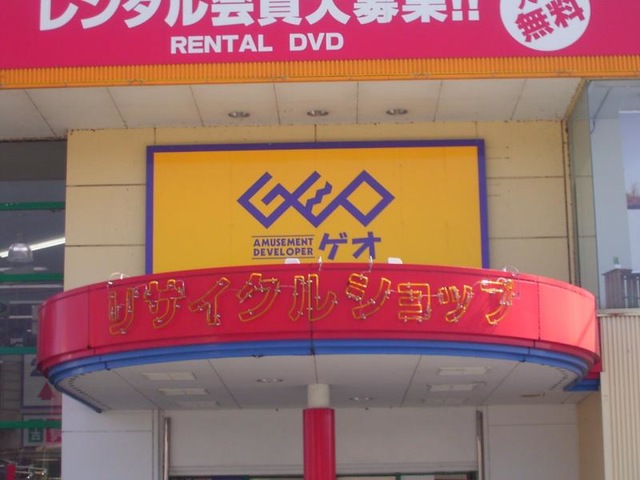 レンタル会員大募集!!
無料
RENTAL DVD
GEO
AMUSEMENT
DEVELOPER
ゲオ
リサイクルショップ